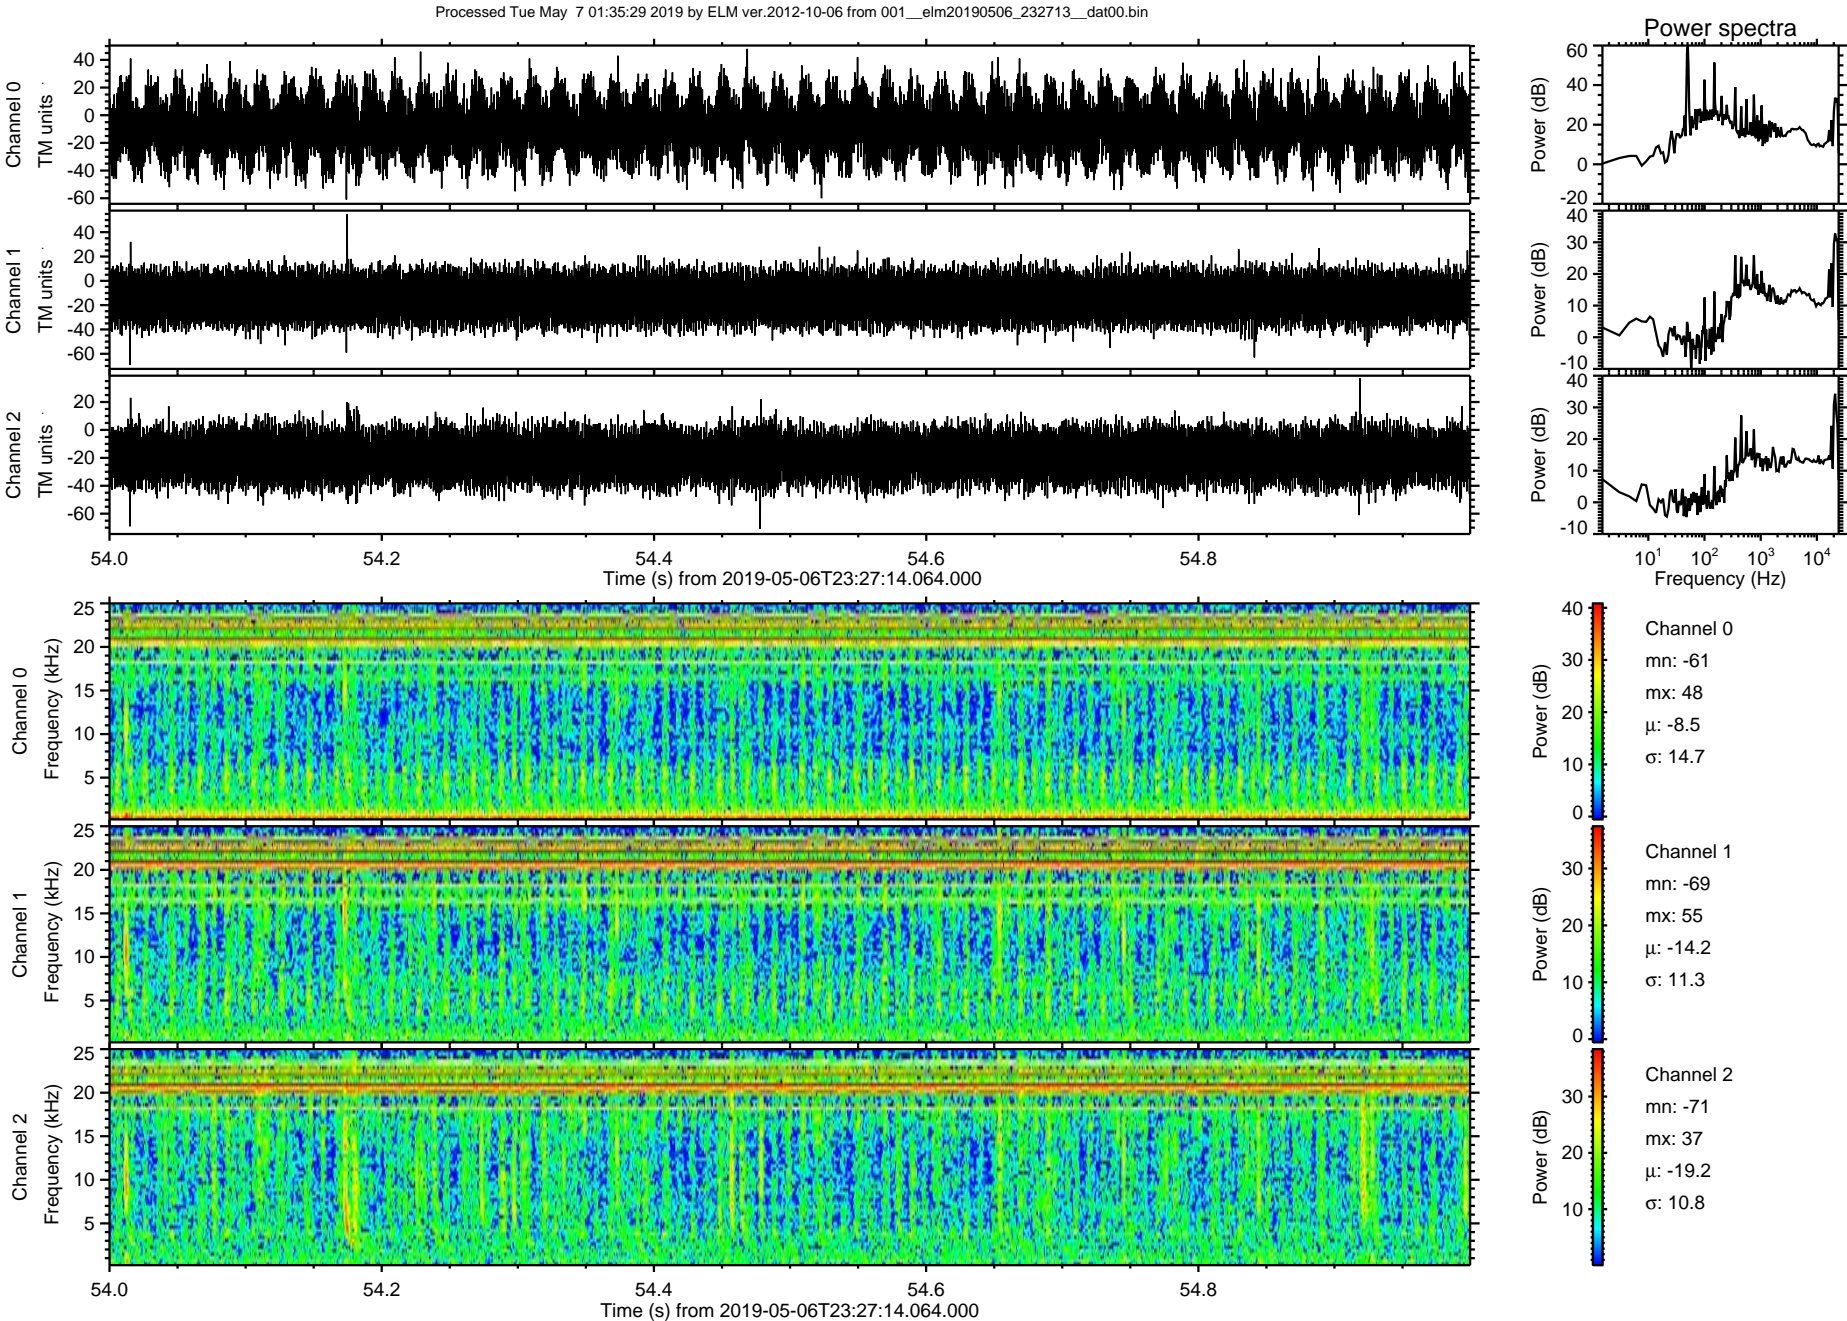 Processed Tue May  7 01:35:29 2019 by ELM ver.2012-10-06 from 001__elm20190506_232713__dat00.bin
Power spectra
Channel 0
TM units
40
20
0
-20
-40
-60
Power (dB)
60
40
20
0
-20
Channel 1
TM units
40
20
0
-20
-40
-60
Power (dB)
40
30
20
10
0
-10
Channel 2
TM units
20
0
-20
-40
-60
Power (dB)
40
30
20
10
0
-10
54.0 54.2 54.4 54.6 54.8
Time (s) from 2019-05-06T23:27:14.064.000
10¹ 10² 10³ 10⁴
Frequency (Hz)
Channel 0
Frequency (kHz)
25
20
15
10
5
Power (dB)
40
30
20
10
0
Channel 0
mn: -61
mx: 48
μ: -8.5
σ: 14.7
Channel 1
Frequency (kHz)
25
20
15
10
5
Power (dB)
30
20
10
0
Channel 1
mn: -69
mx: 55
μ: -14.2
σ: 11.3
Channel 2
Frequency (kHz)
25
20
15
10
5
Power (dB)
30
20
10
Channel 2
mn: -71
mx: 37
μ: -19.2
σ: 10.8
54.0 54.2 54.4 54.6 54.8
Time (s) from 2019-05-06T23:27:14.064.000